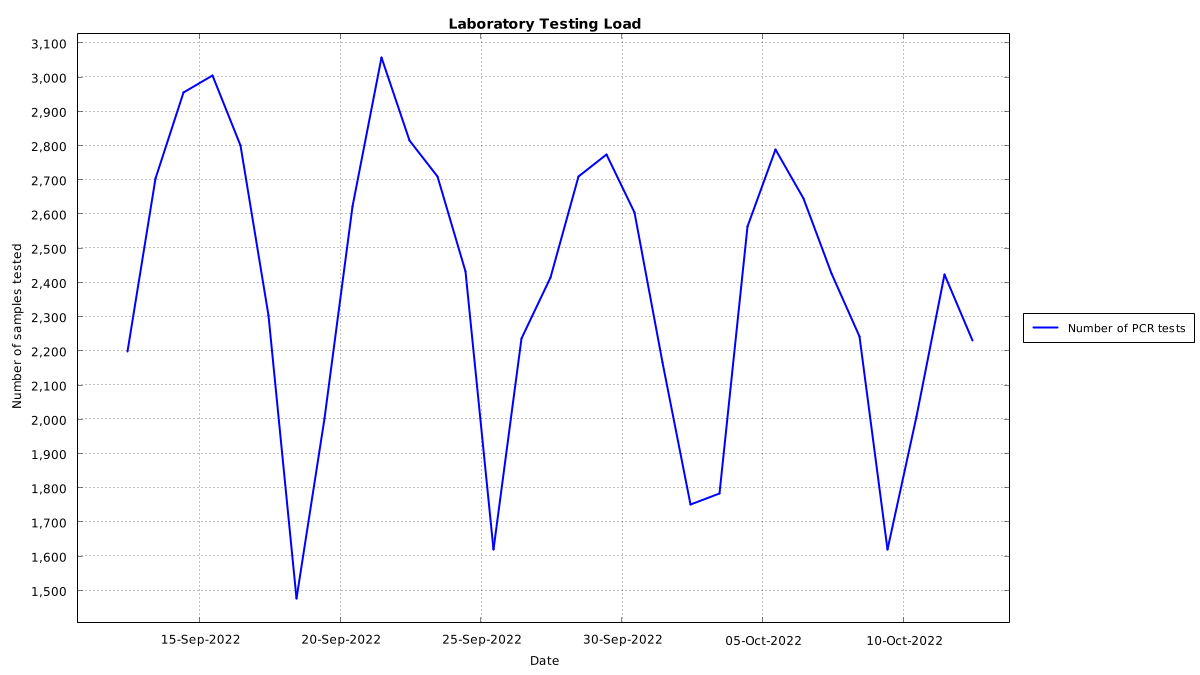 Laboratory Testing Load
Number of samples tested
3,100
3,000
2,900
2,800
2,700
2,600
2,500
2,400
2,300
2,200
2,100
2,000
1,900
1,800
1,700
1,600
1,500
15-Sep-2022
20-Sep-2022
25-Sep-2022
30-Sep-2022
05-Oct-2022
10-Oct-2022
Date
Number of PCR tests